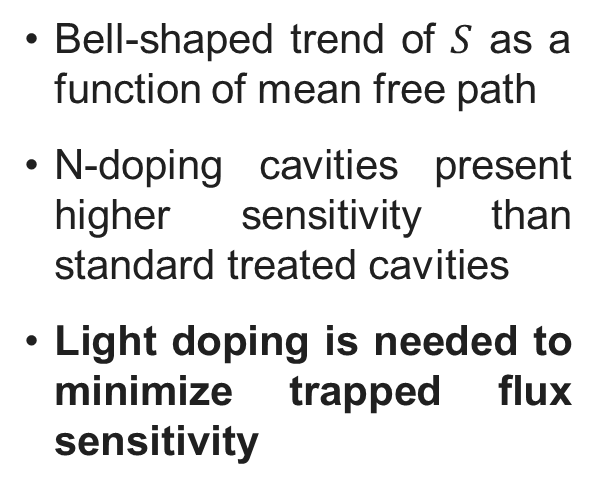 • Bell-shaped trend of S as a
function of mean free path
• N-doping cavities present
higher sensitivity than
standard treated cavities
• Light doping is needed to
minimize trapped flux
sensitivity